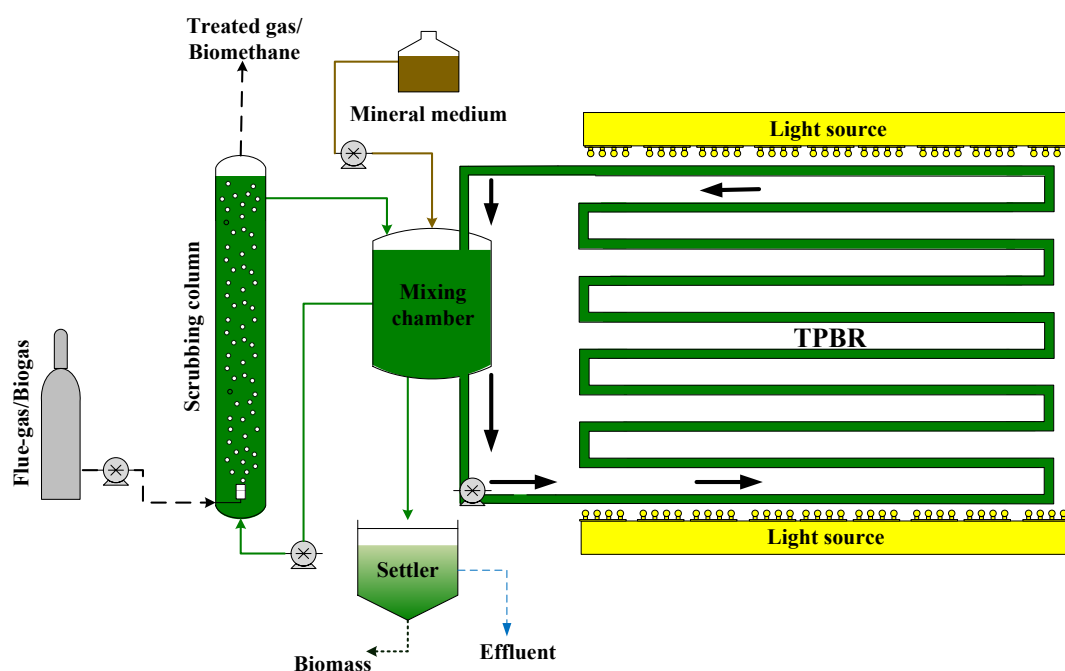 Treated gas/
Biomethane
Mineral medium
Light source
Scrubbing column
Mixing
chamber
TPBR
Flue-gas/Biogas
Light source
Settler
Effluent
Biomass